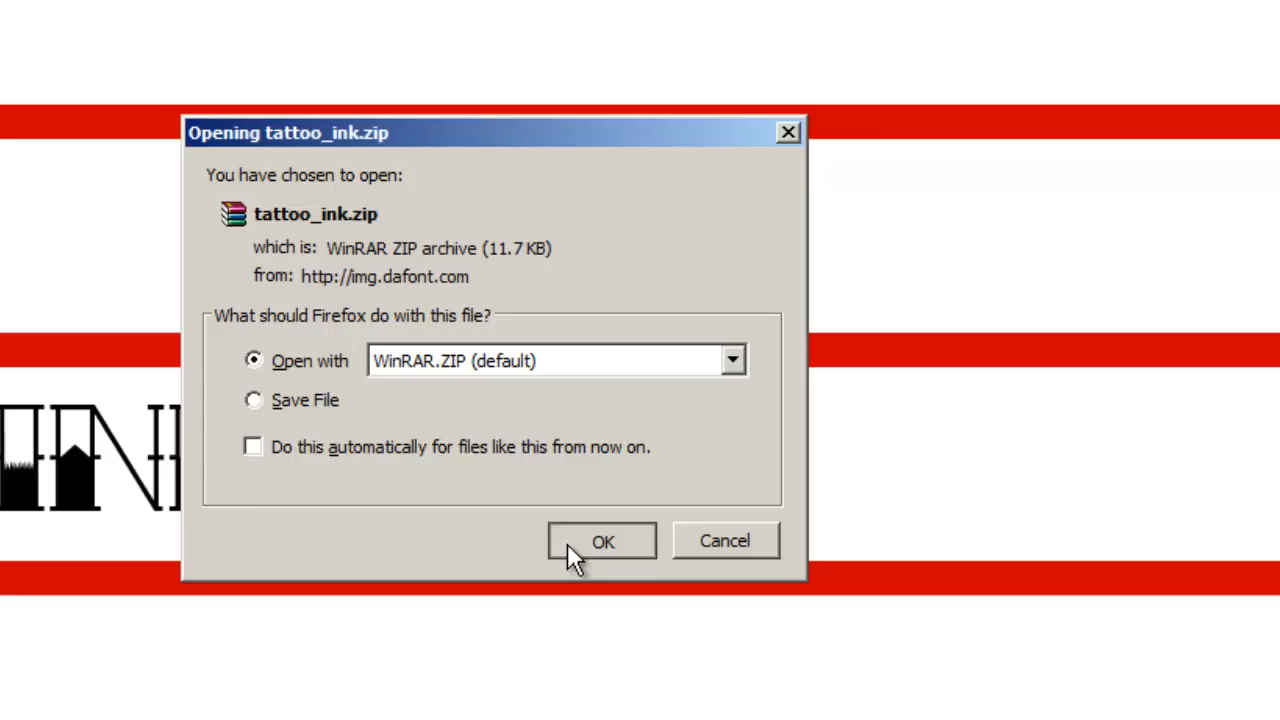 Opening tattoo_ink.zip
You have chosen to open:
tattoo_ink.zip
which is: WinRAR ZIP archive (11.7 KB)
from: http://img.dafont.com
What should Firefox do with this file?
Open with WinRAR.ZIP (default)
Save File
Do this automatically for files like this from now on.
OK Cancel